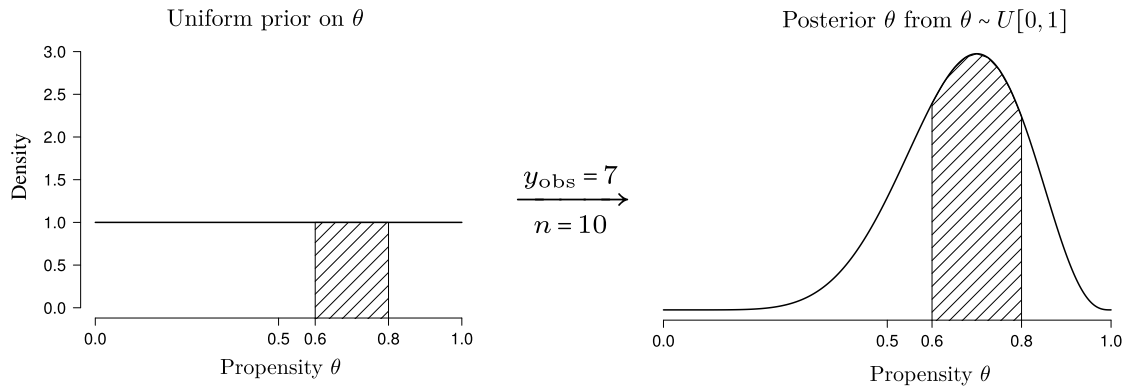 Uniform prior on θ
Density
3.0
2.5
2.0
1.5
1.0
0.5
0.0
0.0 0.5 0.6 0.8 1.0
Propensity θ
y_obs = 7
n = 10
Posterior θ from θ ~ U[0, 1]
0.0 0.5 0.6 0.8 1.0
Propensity θ